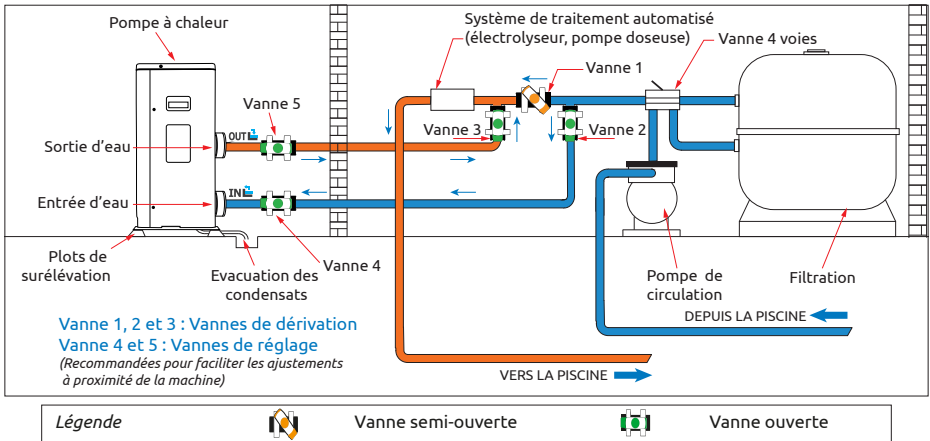 Pompe à chaleur
Système de traitement automatisé
(électrolyseur, pompe doseuse)
Vanne 4 voies
Vanne 1
Vanne 5
Vanne 3
Vanne 2
OUT
Sortie d'eau
IN
Entrée d'eau
Plots de
surélévation
Evacuation des
condensats
Vanne 4
Pompe de
circulation
Filtration
Vanne 1, 2 et 3 : Vannes de dérivation
Vanne 4 et 5 : Vannes de réglage
(Recommandées pour faciliter les ajustements
à proximité de la machine)
DEPUIS LA PISCINE
VERS LA PISCINE
Légende
Vanne semi-ouverte
Vanne ouverte